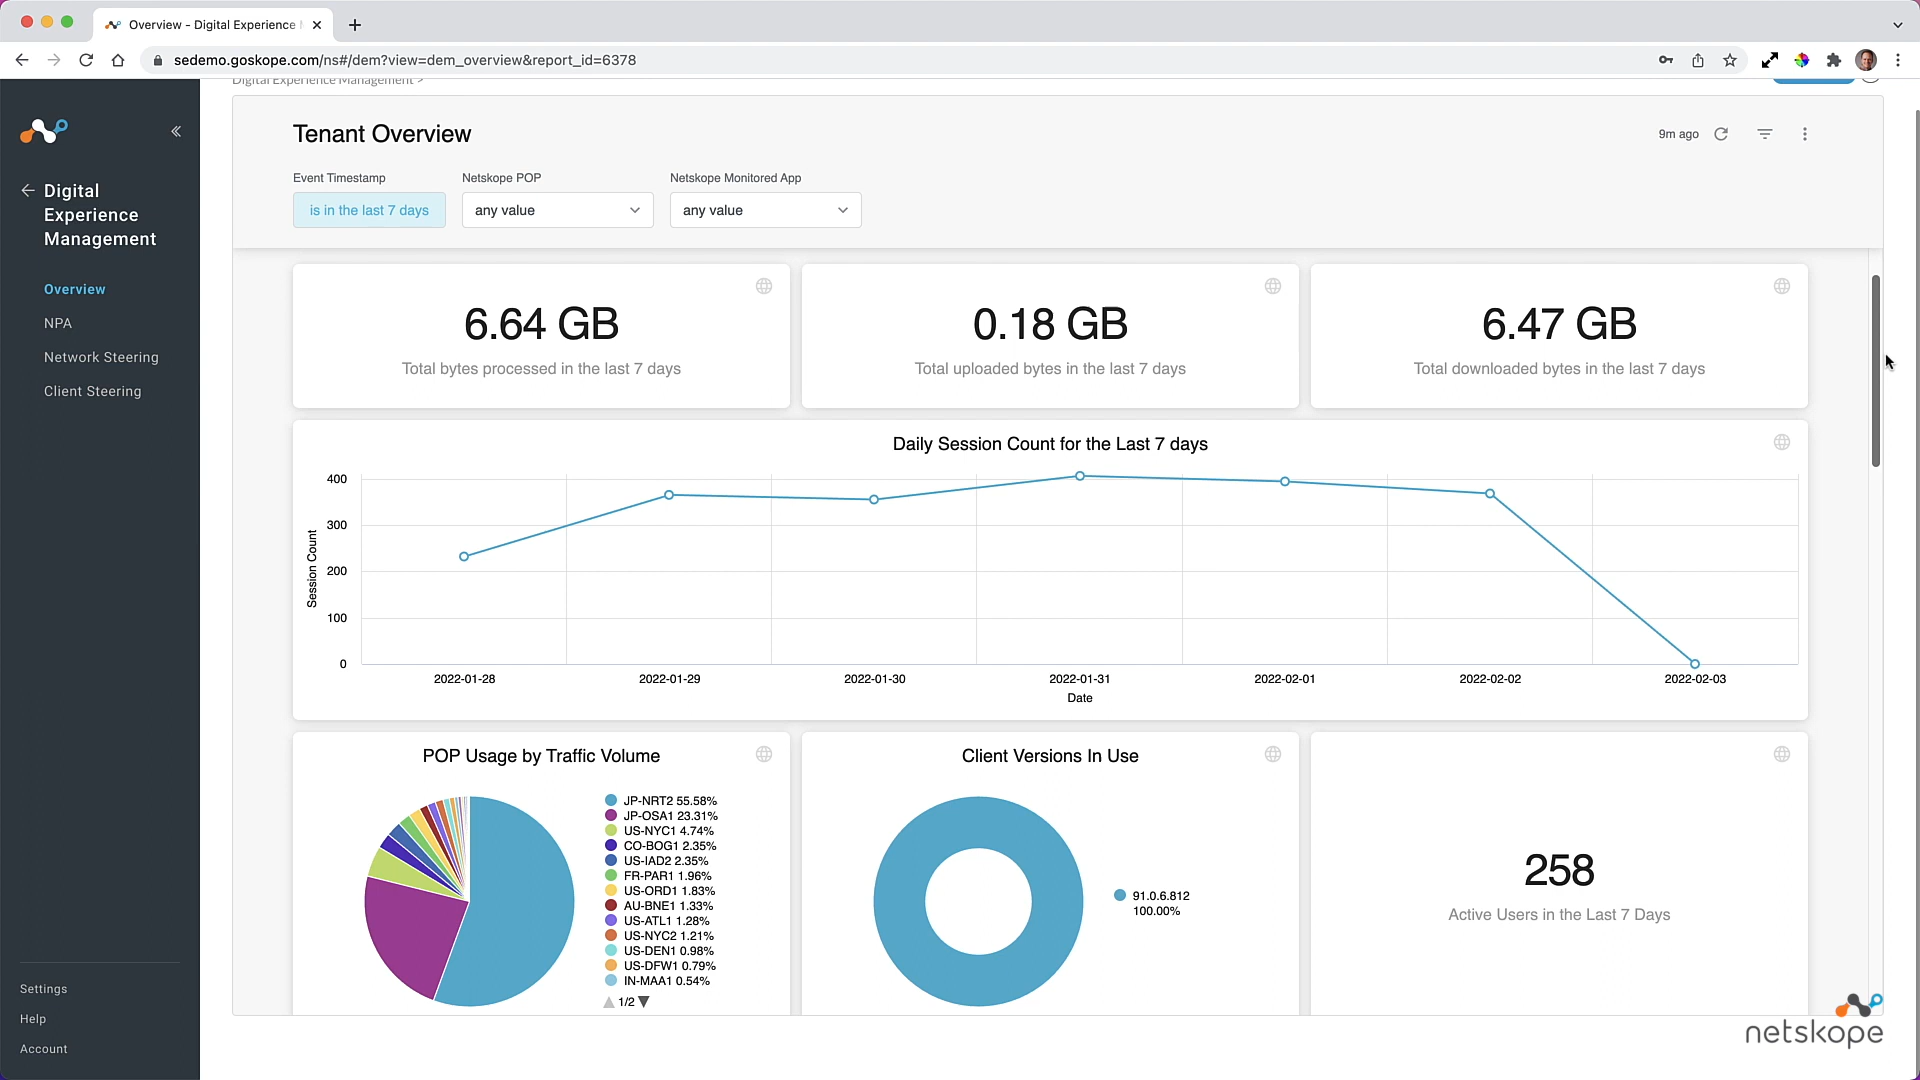 Overview - Digital Experience M
sedemo.goskope.com/ns#/dem?view=dem_overview&report_id=6378
Digital Experience Management >
Tenant Overview
9m ago
Digital
Experience
Management
Overview
NPA
Network Steering
Client Steering
Settings
Help
Account
Event Timestamp
Netskope POP
Netskope Monitored App
is in the last 7 days
any value
any value
6.64 GB
Total bytes processed in the last 7 days
0.18 GB
Total uploaded bytes in the last 7 days
6.47 GB
Total downloaded bytes in the last 7 days
Daily Session Count for the Last 7 days
Session Count
400
300
200
100
0
2022-01-28
2022-01-29
2022-01-30
2022-01-31
2022-02-01
2022-02-02
2022-02-03
Date
POP Usage by Traffic Volume
JP-NRT2 55.58%
JP-OSA1 23.31%
US-NYC1 4.74%
CO-BOG1 2.35%
US-IAD2 2.35%
FR-PAR1 1.96%
US-ORD1 1.83%
AU-BNE1 1.33%
US-ATL1 1.28%
US-NYC2 1.21%
US-DEN1 0.98%
US-DFW1 0.79%
IN-MAA1 0.54%
1/2
Client Versions In Use
91.0.6.812
100.00%
258
Active Users in the Last 7 Days
netskope